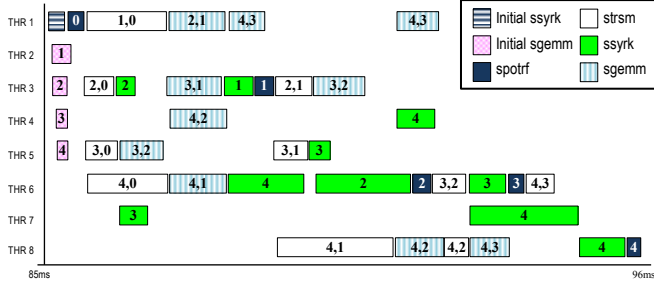 THR 1 0 1,0 2,1 4,3 4,3
THR 2 1
THR 3 2 2,0 2 3,1 1 1 2,1 3,2
THR 4 3 4,2 4
THR 5 4 3,0 3,2 3,1 3
THR 6 4,0 4,1 4 2 2 3,2 3 3 4,3
THR 7 3 4
THR 8 4,1 4,2 4,2 4,3 4 4
85ms 96ms
Initial ssyrk strsm
Initial sgemm ssyrk
spotrf sgemm